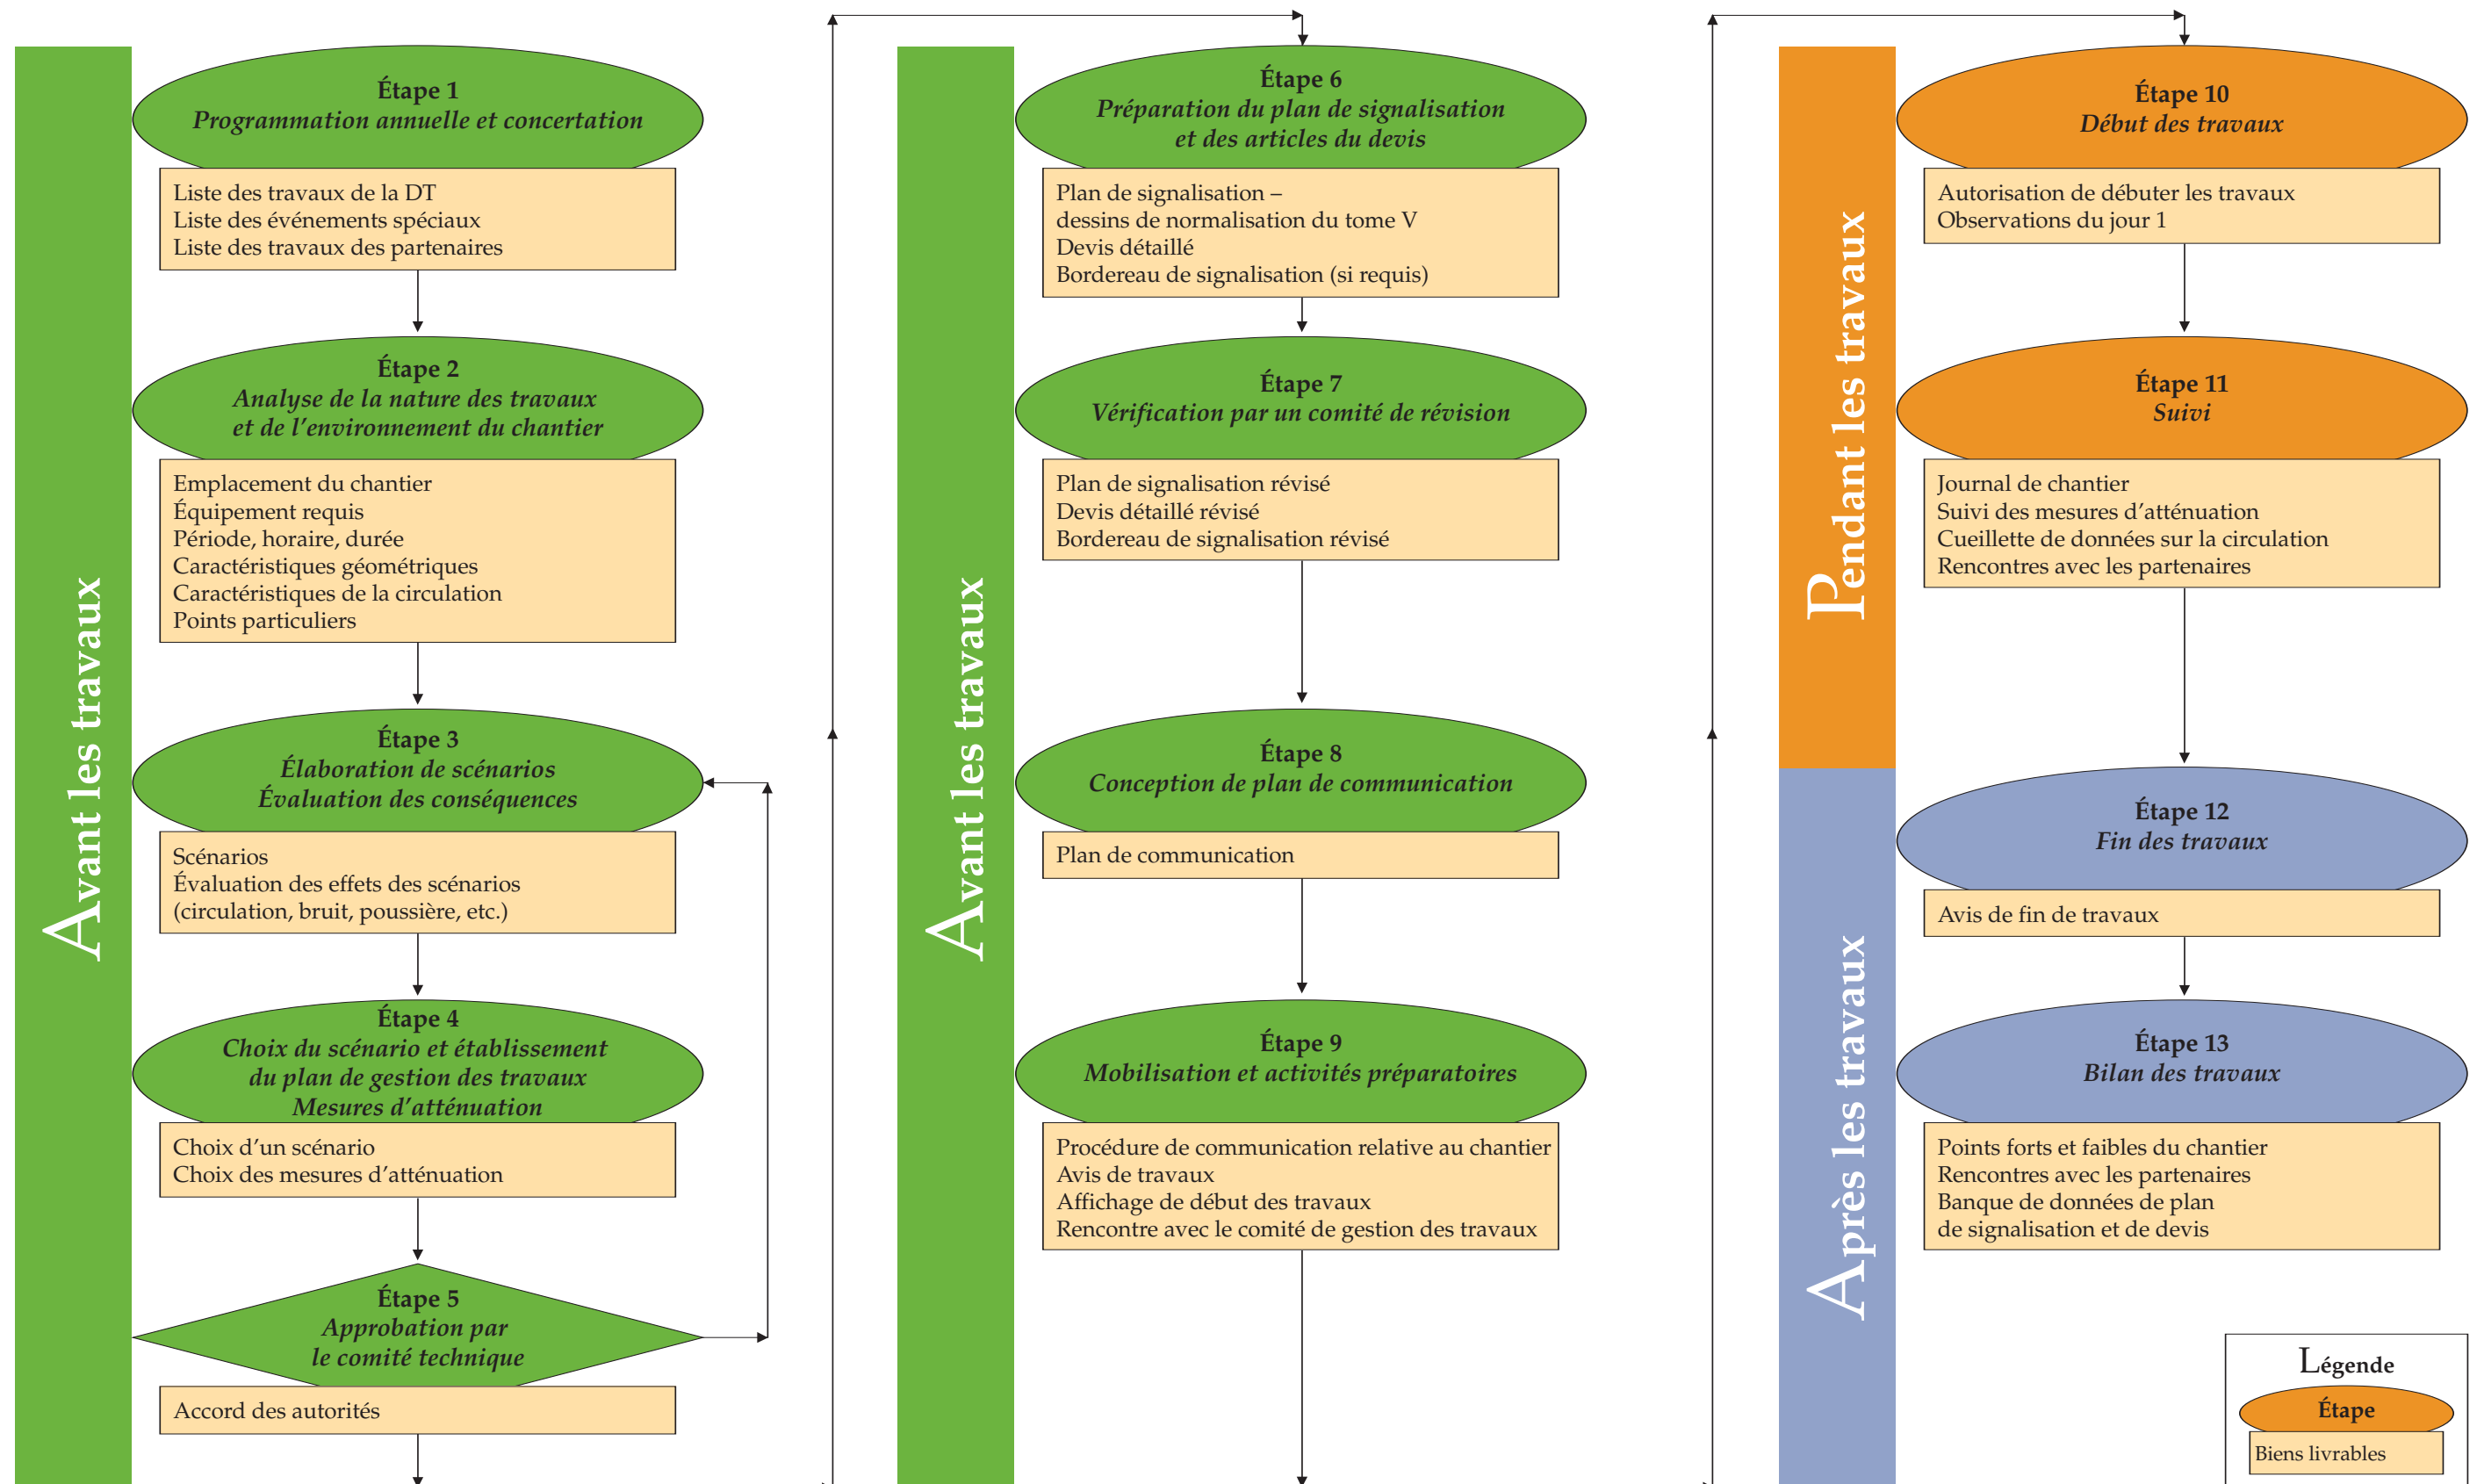 Avant les travaux
Étape 1
Programmation annuelle et concertation
Liste des travaux de la DT
Liste des événements spéciaux
Liste des travaux des partenaires
Étape 2
Analyse de la nature des travaux
et de l'environnement du chantier
Emplacement du chantier
Équipement requis
Période, horaire, durée
Caractéristiques géométriques
Caractéristiques de la circulation
Points particuliers
Étape 3
Élaboration de scénarios
Évaluation des conséquences
Scénarios
Évaluation des effets des scénarios
(circulation, bruit, poussière, etc.)
Étape 4
Choix du scénario et établissement
du plan de gestion des travaux
Mesures d'atténuation
Choix d'un scénario
Choix des mesures d'atténuation
Étape 5
Approbation par
le comité technique
Accord des autorités
Avant les travaux
Étape 6
Préparation du plan de signalisation
et des articles du devis
Plan de signalisation –
dessins de normalisation du tome V
Devis détaillé
Bordereau de signalisation (si requis)
Étape 7
Vérification par un comité de révision
Plan de signalisation révisé
Devis détaillé révisé
Bordereau de signalisation révisé
Étape 8
Conception de plan de communication
Plan de communication
Étape 9
Mobilisation et activités préparatoires
Procédure de communication relative au chantier
Avis de travaux
Affichage de début des travaux
Rencontre avec le comité de gestion des travaux
Pendant les travaux
Étape 10
Début des travaux
Autorisation de débuter les travaux
Observations du jour 1
Étape 11
Suivi
Journal de chantier
Suivi des mesures d'atténuation
Cueillette de données sur la circulation
Rencontres avec les partenaires
Après les travaux
Étape 12
Fin des travaux
Avis de fin de travaux
Étape 13
Bilan des travaux
Points forts et faibles du chantier
Rencontres avec les partenaires
Banque de données de plan
de signalisation et de devis
Légende
Étape
Biens livrables